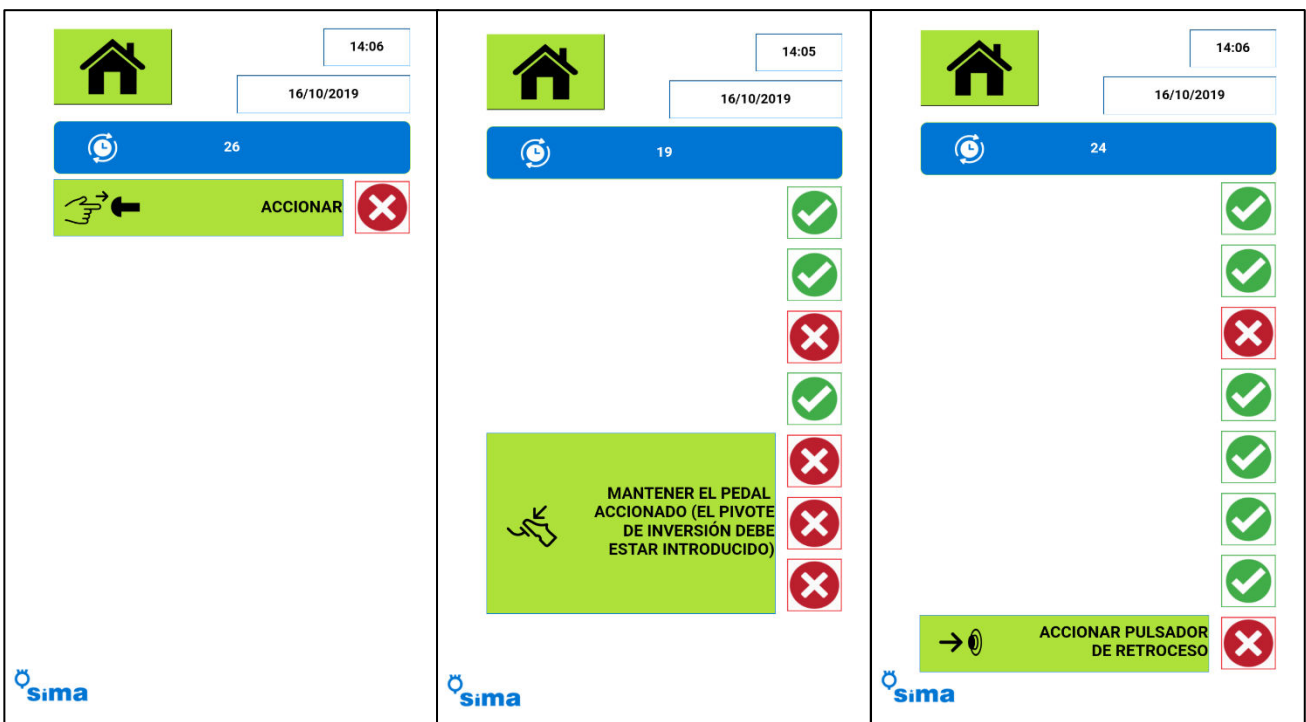 14:06
16/10/2019
26
ACCIONAR
sima
14:05
16/10/2019
19
MANTENER EL PEDAL
ACCIONADO (EL PIVOTE
DE INVERSIÓN DEBE
ESTAR INTRODUCIDO)
sima
14:06
16/10/2019
24
ACCIONAR PULSADOR
DE RETROCESO
sima